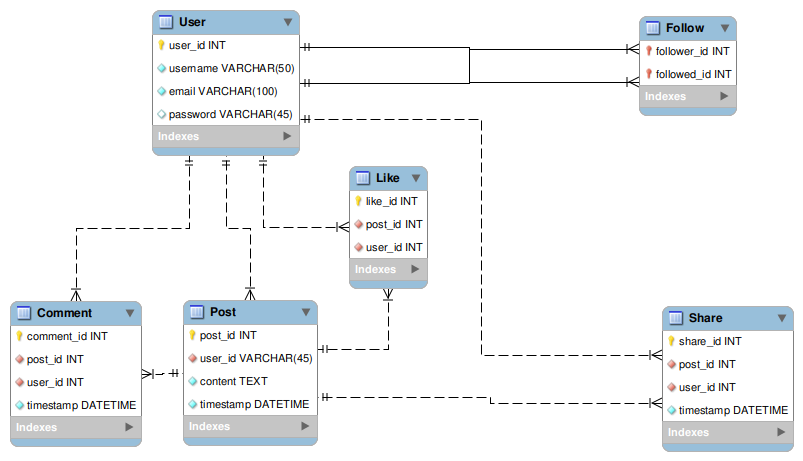 User
user_id INT
username VARCHAR(50)
email VARCHAR(100)
password VARCHAR(45)
Indexes
Follow
follower_id INT
followed_id INT
Indexes
Like
like_id INT
post_id INT
user_id INT
Indexes
Comment
comment_id INT
post_id INT
user_id INT
timestamp DATETIME
Indexes
Post
post_id INT
user_id VARCHAR(45)
content TEXT
timestamp DATETIME
Indexes
Share
share_id INT
post_id INT
user_id INT
timestamp DATETIME
Indexes